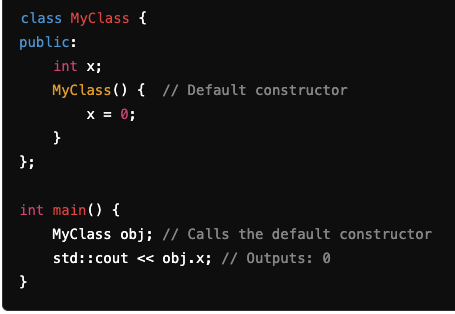 class MyClass {
public:
    int x;
    MyClass() {  // Default constructor
        x = 0;
    }
};

int main() {
    MyClass obj; // Calls the default constructor
    std::cout << obj.x; // Outputs: 0
}